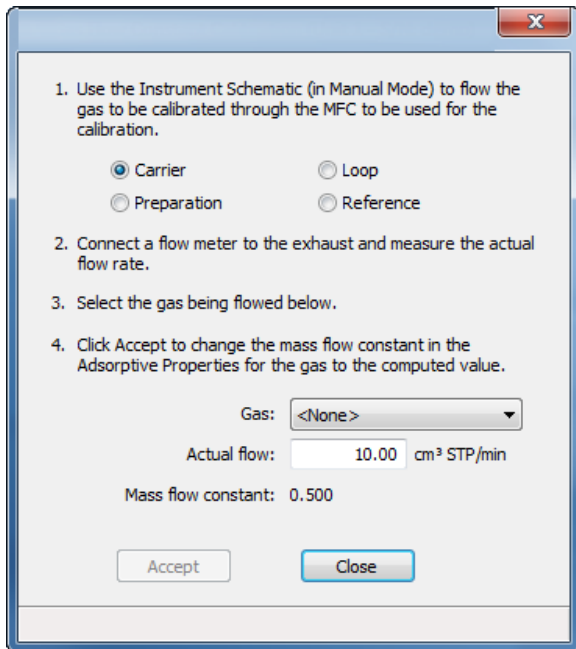 1. Use the Instrument Schematic (in Manual Mode) to flow the
gas to be calibrated through the MFC to be used for the
calibration.
Carrier
Loop
Preparation
Reference
2. Connect a flow meter to the exhaust and measure the actual
flow rate.
3. Select the gas being flowed below.
4. Click Accept to change the mass flow constant in the
Adsorptive Properties for the gas to the computed value.
Gas: <None>
Actual flow: 10.00 cm³ STP/min
Mass flow constant: 0.500
Accept
Close